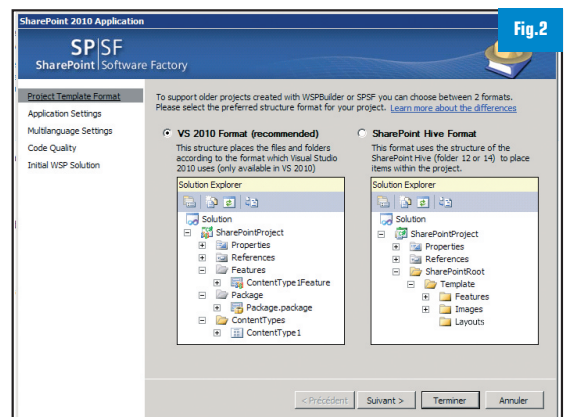 SharePoint 2010 Application
Fig.2
SP|SF
SharePoint Software Factory
Project Template Format
Application Settings
Multilanguage Settings
Code Quality
Initial WSP Solution
To support older projects created with WSPBuilder or SPSF you can choose between 2 formats.
Please select the preferred structure format for your project. Learn more about the differences
VS 2010 Format (recommended)
This structure places the files and folders
according to the format which Visual Studio
2010 uses (only available in VS 2010)
Solution Explorer
Solution
SharePointProject
Properties
References
Features
ContentType1Feature
Package
Package.package
ContentTypes
ContentType1
SharePoint Hive Format
This format uses the structure of the
SharePoint Hive (folder 12 or 14) to place
items within the project.
Solution Explorer
Solution
SharePointProject
Properties
References
SharePointRoot
Template
Features
Images
Layouts
< Précédent
Suivant >
Terminer
Annuler